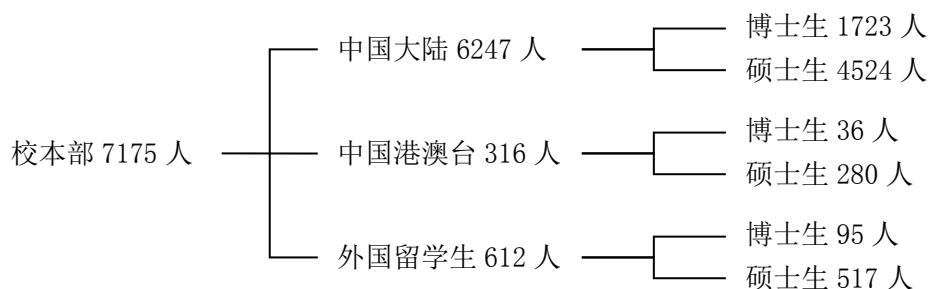 校本部 7175 人
中国大陆 6247 人
博士生 1723 人
硕士生 4524 人
中国港澳台 316 人
博士生 36 人
硕士生 280 人
外国留学生 612 人
博士生 95 人
硕士生 517 人